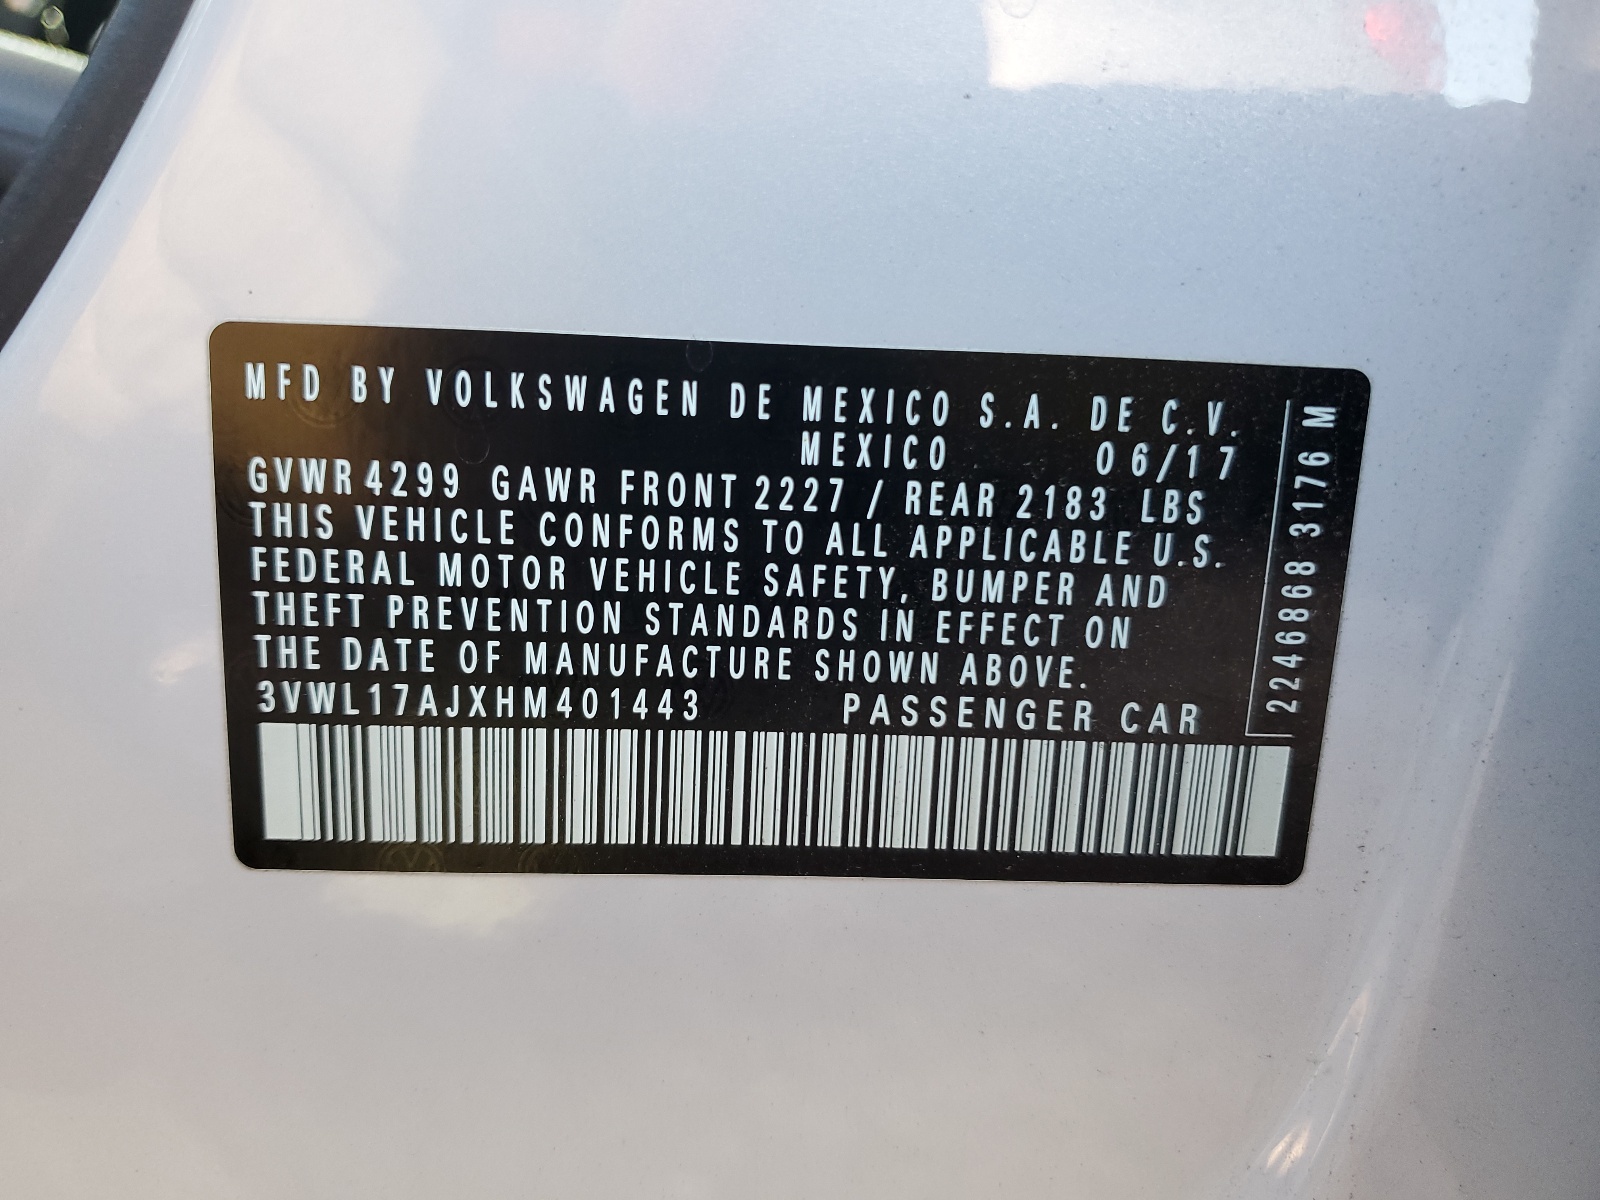 MFD BY VOLKSWAGEN DE MEXICO S.A. DE C.V.
MEXICO 06/17
GVWR 4299 GAWR FRONT 2227 / REAR 2183 LBS
THIS VEHICLE CONFORMS TO ALL APPLICABLE U.S.
FEDERAL MOTOR VEHICLE SAFETY, BUMPER AND
THEFT PREVENTION STANDARDS IN EFFECT ON
THE DATE OF MANUFACTURE SHOWN ABOVE.
3VWL17AJXHM401443 PASSENGER CAR
2246868 3176 M